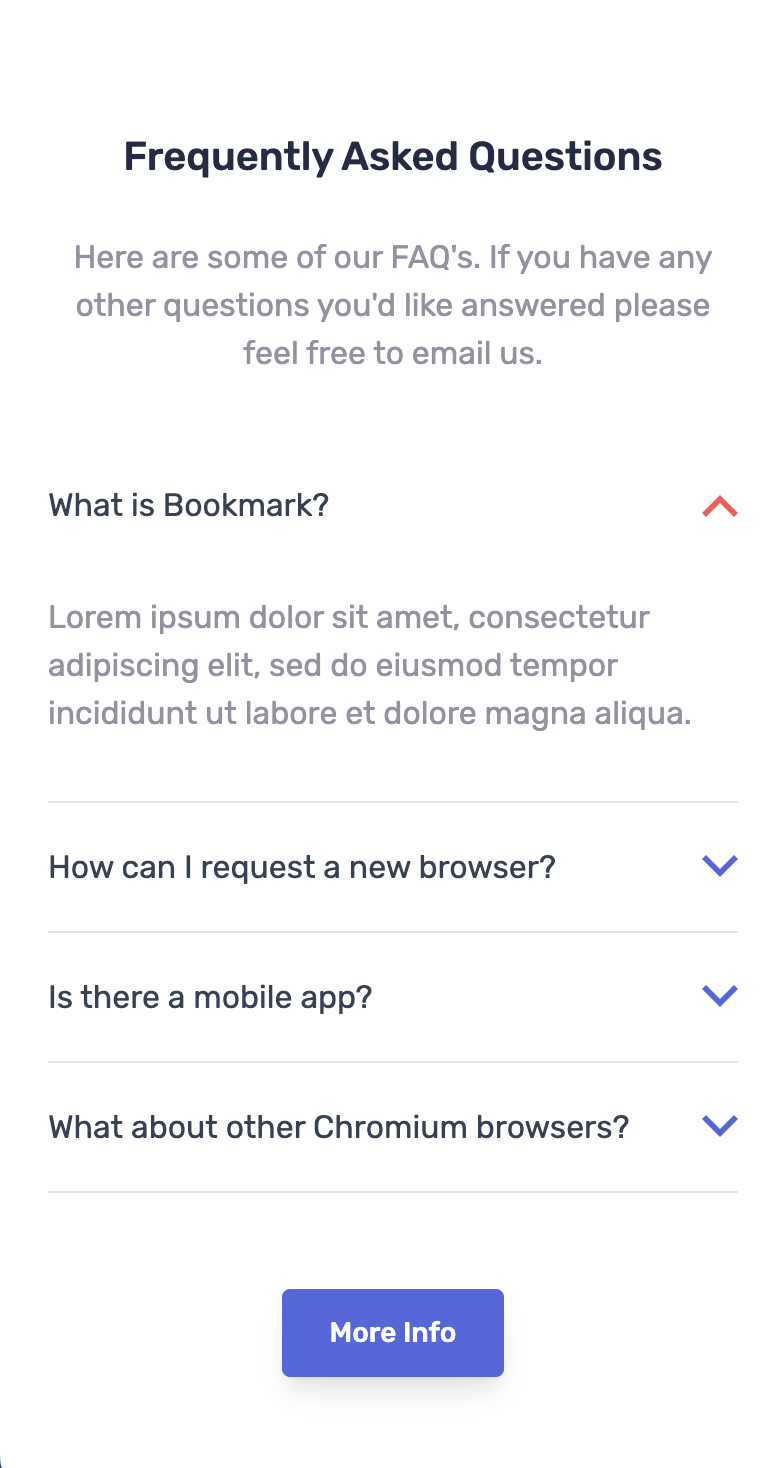 Frequently Asked Questions
Here are some of our FAQ's. If you have any
other questions you'd like answered please
feel free to email us.
What is Bookmark?
Lorem ipsum dolor sit amet, consectetur
adipiscing elit, sed do eiusmod tempor
incididunt ut labore et dolore magna aliqua.
How can I request a new browser?
Is there a mobile app?
What about other Chromium browsers?
More Info